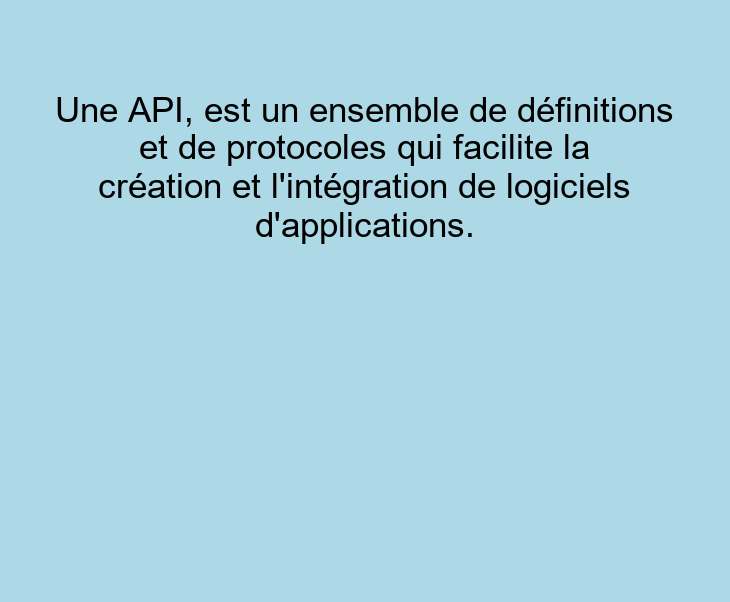 Une API, est un ensemble de définitions
et de protocoles qui facilite la
création et l'intégration de logiciels
d'applications.